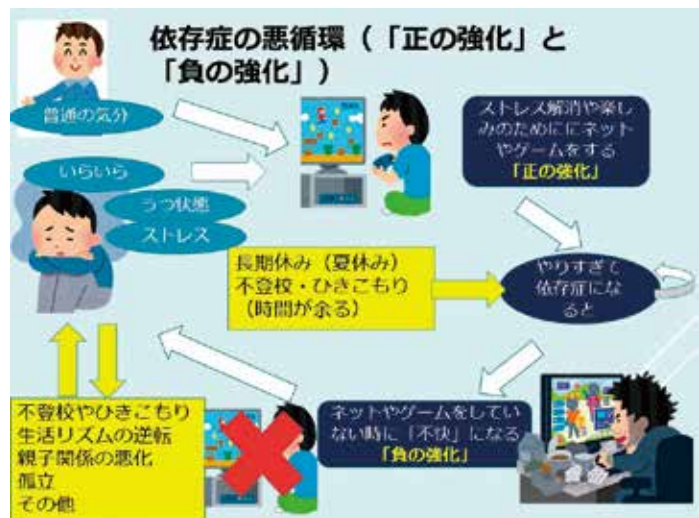 依存症の悪循環（「正の強化」と
「負の強化」）
普通の気分
いらいら
うつ状態
ストレス
ストレス解消や楽し
みのためににネット
やゲームをする
「正の強化」
長期休み（夏休み）
不登校・ひきこもり
（時間が余る）
やりすぎて
依存症にな
ると
ネットやゲームをしてい
ない時に「不快」になる
「負の強化」
不登校やひきこもり
生活リズムの逆転
親子関係の悪化
孤立
その他